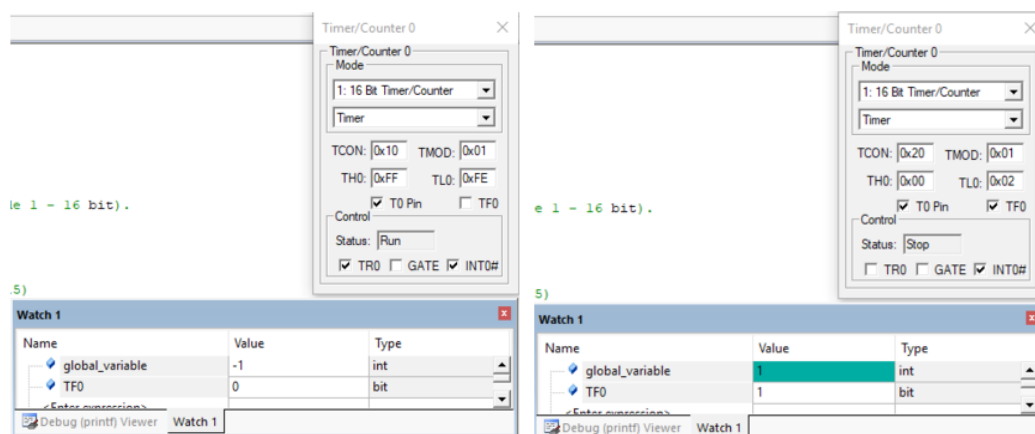 Timer/Counter 0
Timer/Counter 0
Mode
1: 16 Bit Timer/Counter
Timer
TCON: 0x10 TMOD: 0x01
TH0: 0xFF TL0: 0xFE
T0 Pin TF0
le 1 - 16 bit).
Control
Status: Run
TR0 GATE INT0#
.5)
Watch 1
Name Value Type
global_variable -1 int
TF0 0 bit
<Enter expression>
Debug (printf) Viewer Watch 1
Timer/Counter 0
Timer/Counter 0
Mode
1: 16 Bit Timer/Counter
Timer
TCON: 0x20 TMOD: 0x01
TH0: 0x00 TL0: 0x02
T0 Pin TF0
e 1 - 16 bit).
Control
Status: Stop
TR0 GATE INT0#
5)
Watch 1
Name Value Type
global_variable 1 int
TF0 1 bit
<Enter expression>
Debug (printf) Viewer Watch 1